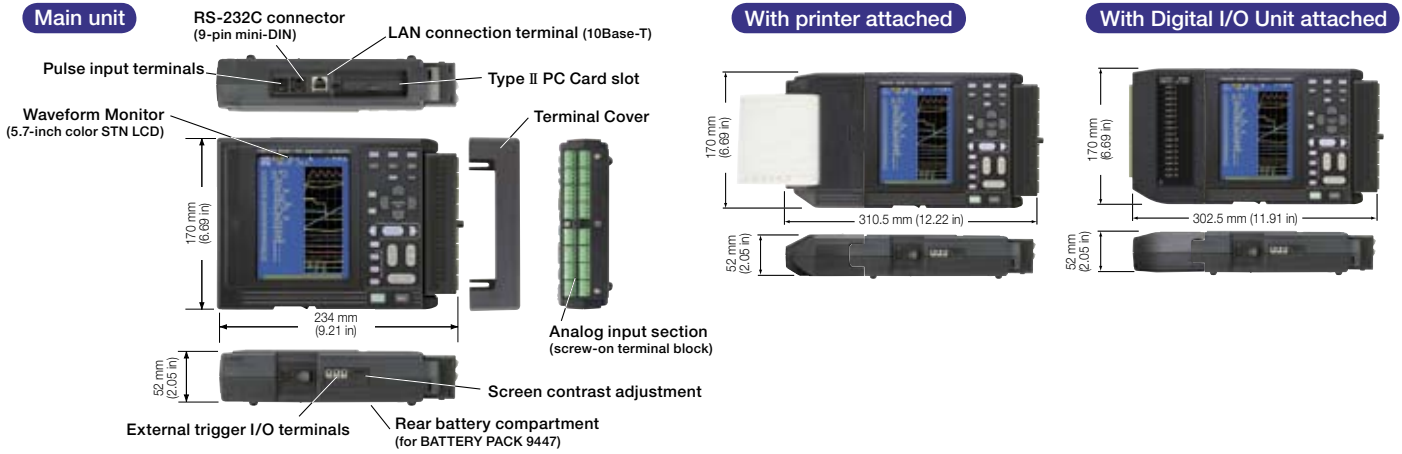 Main unit
RS-232C connector
(9-pin mini-DIN)
LAN connection terminal (10Base-T)
Pulse input terminals
Type II PC Card slot
Waveform Monitor
(5.7-inch color STN LCD)
Terminal Cover
170 mm
(6.69 in)
234 mm
(9.21 in)
Analog input section
(screw-on terminal block)
52 mm
(2.05 in)
Screen contrast adjustment
External trigger I/O terminals
Rear battery compartment
(for BATTERY PACK 9447)
With printer attached
170 mm
(6.69 in)
310.5 mm (12.22 in)
52 mm
(2.05 in)
With Digital I/O Unit attached
170 mm
(6.69 in)
302.5 mm (11.91 in)
52 mm
(2.05 in)